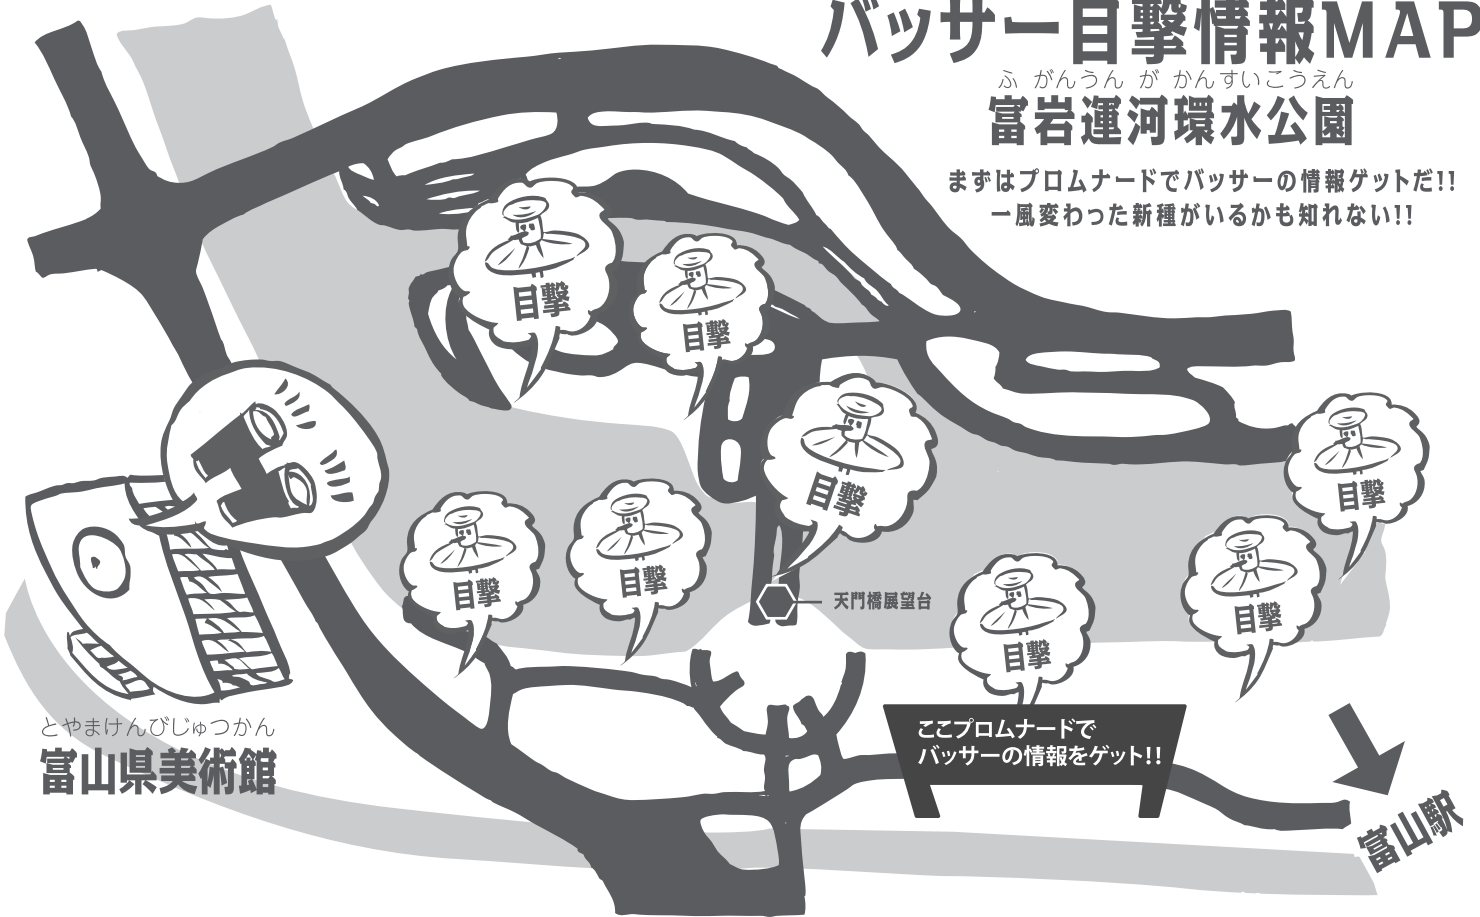 バッサー目撃情報MAP
ふ がんうん が かんすいこうえん
富岩運河環水公園
まずはプロムナードでバッサーの情報ゲットだ!!
一風変わった新種がいるかも知れない!!
目撃
目撃
目撃
目撃
目撃
目撃
目撃
目撃
天門橋展望台
ここプロムナードで
バッサーの情報をゲット!!
とやまけんびじゅつかん
富山県美術館
富山駅